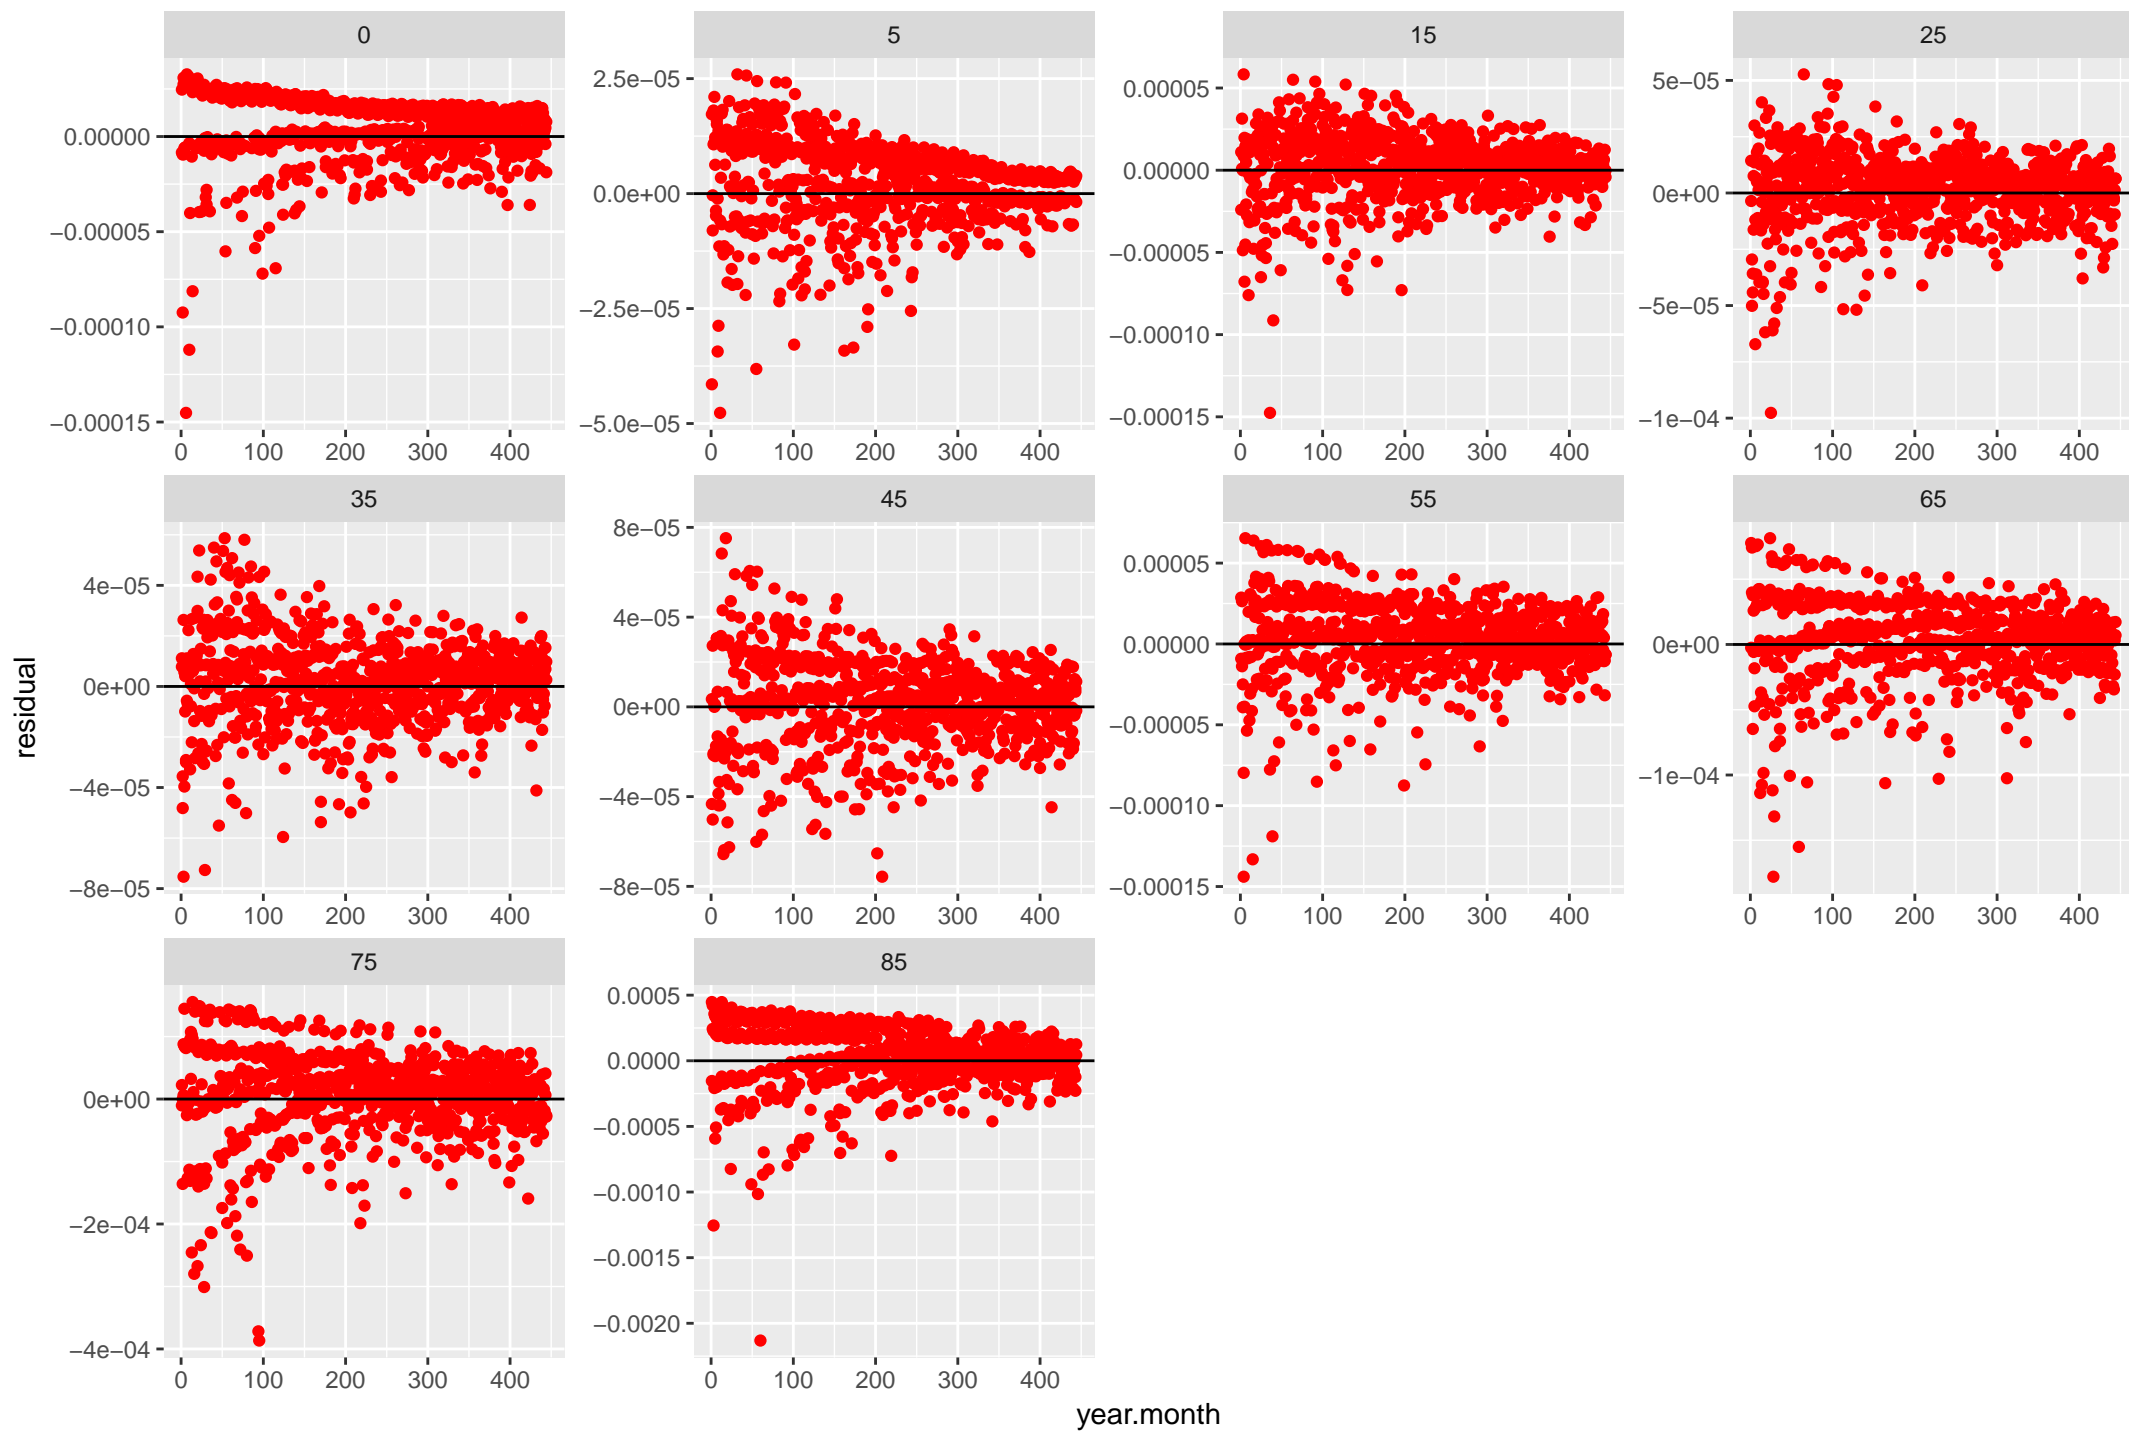 0
5
15
25
0.00000
−0.00005
−0.00010
−0.00015
2.5e−05
0.0e+00
−2.5e−05
−5.0e−05
0.00005
0.00000
−0.00005
−0.00010
−0.00015
5e−05
0e+00
−5e−05
−1e−04
0 100 200 300 400
0 100 200 300 400
0 100 200 300 400
0 100 200 300 400
35
45
55
65
4e−05
0e+00
−4e−05
−8e−05
8e−05
4e−05
0e+00
−4e−05
−8e−05
0.00005
0.00000
−0.00005
−0.00010
−0.00015
0e+00
−1e−04
0 100 200 300 400
0 100 200 300 400
0 100 200 300 400
0 100 200 300 400
residual
75
85
0e+00
−2e−04
−4e−04
0.0005
0.0000
−0.0005
−0.0010
−0.0015
−0.0020
0 100 200 300 400
0 100 200 300 400
year.month